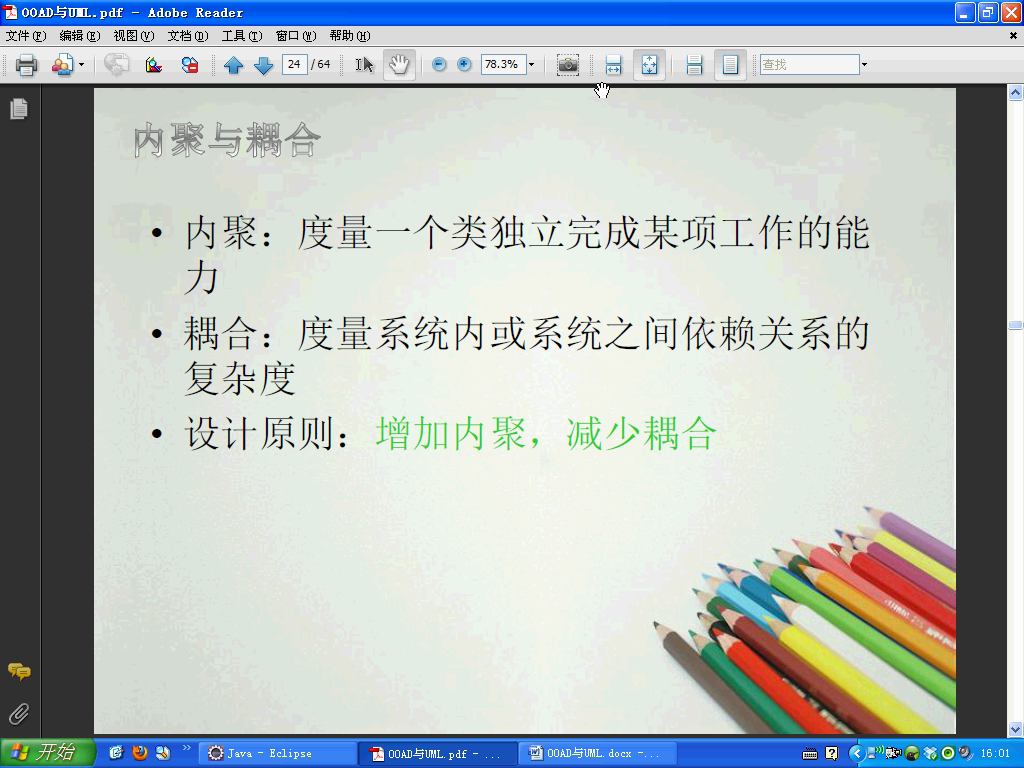 OOAD与UML.pdf - Adobe Reader
文件(F) 编辑(E) 视图(V) 文档(D) 工具(T) 窗口(W) 帮助(H)
24 / 64 78.3% 查找
内聚与耦合
• 内聚：度量一个类独立完成某项工作的能
力
• 耦合：度量系统内或系统之间依赖关系的
复杂度
• 设计原则：增加内聚，减少耦合
开始 Java - Eclipse OOAD与UML.pdf - ... OOAD与UML.docx -... 16:01